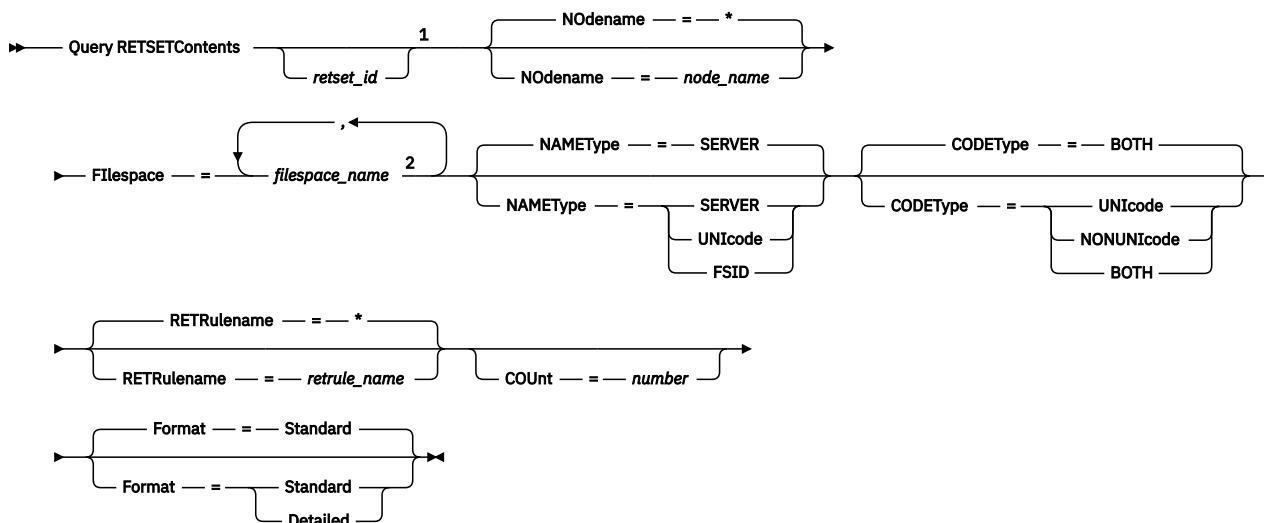 NOdename = *
Query RETSETContents 1
retset_id
NOdename = node_name
,
FIlespace = filespace_name 2
NAMEType = SERVER
NAMEType = SERVER
UNIcode
FSID
CODEType = BOTH
CODEType = UNIcode
NONUNIcode
BOTH
RETRulename = *
RETRulename = retrule_name
COUnt = number
Format = Standard
Format = Standard
Detailed